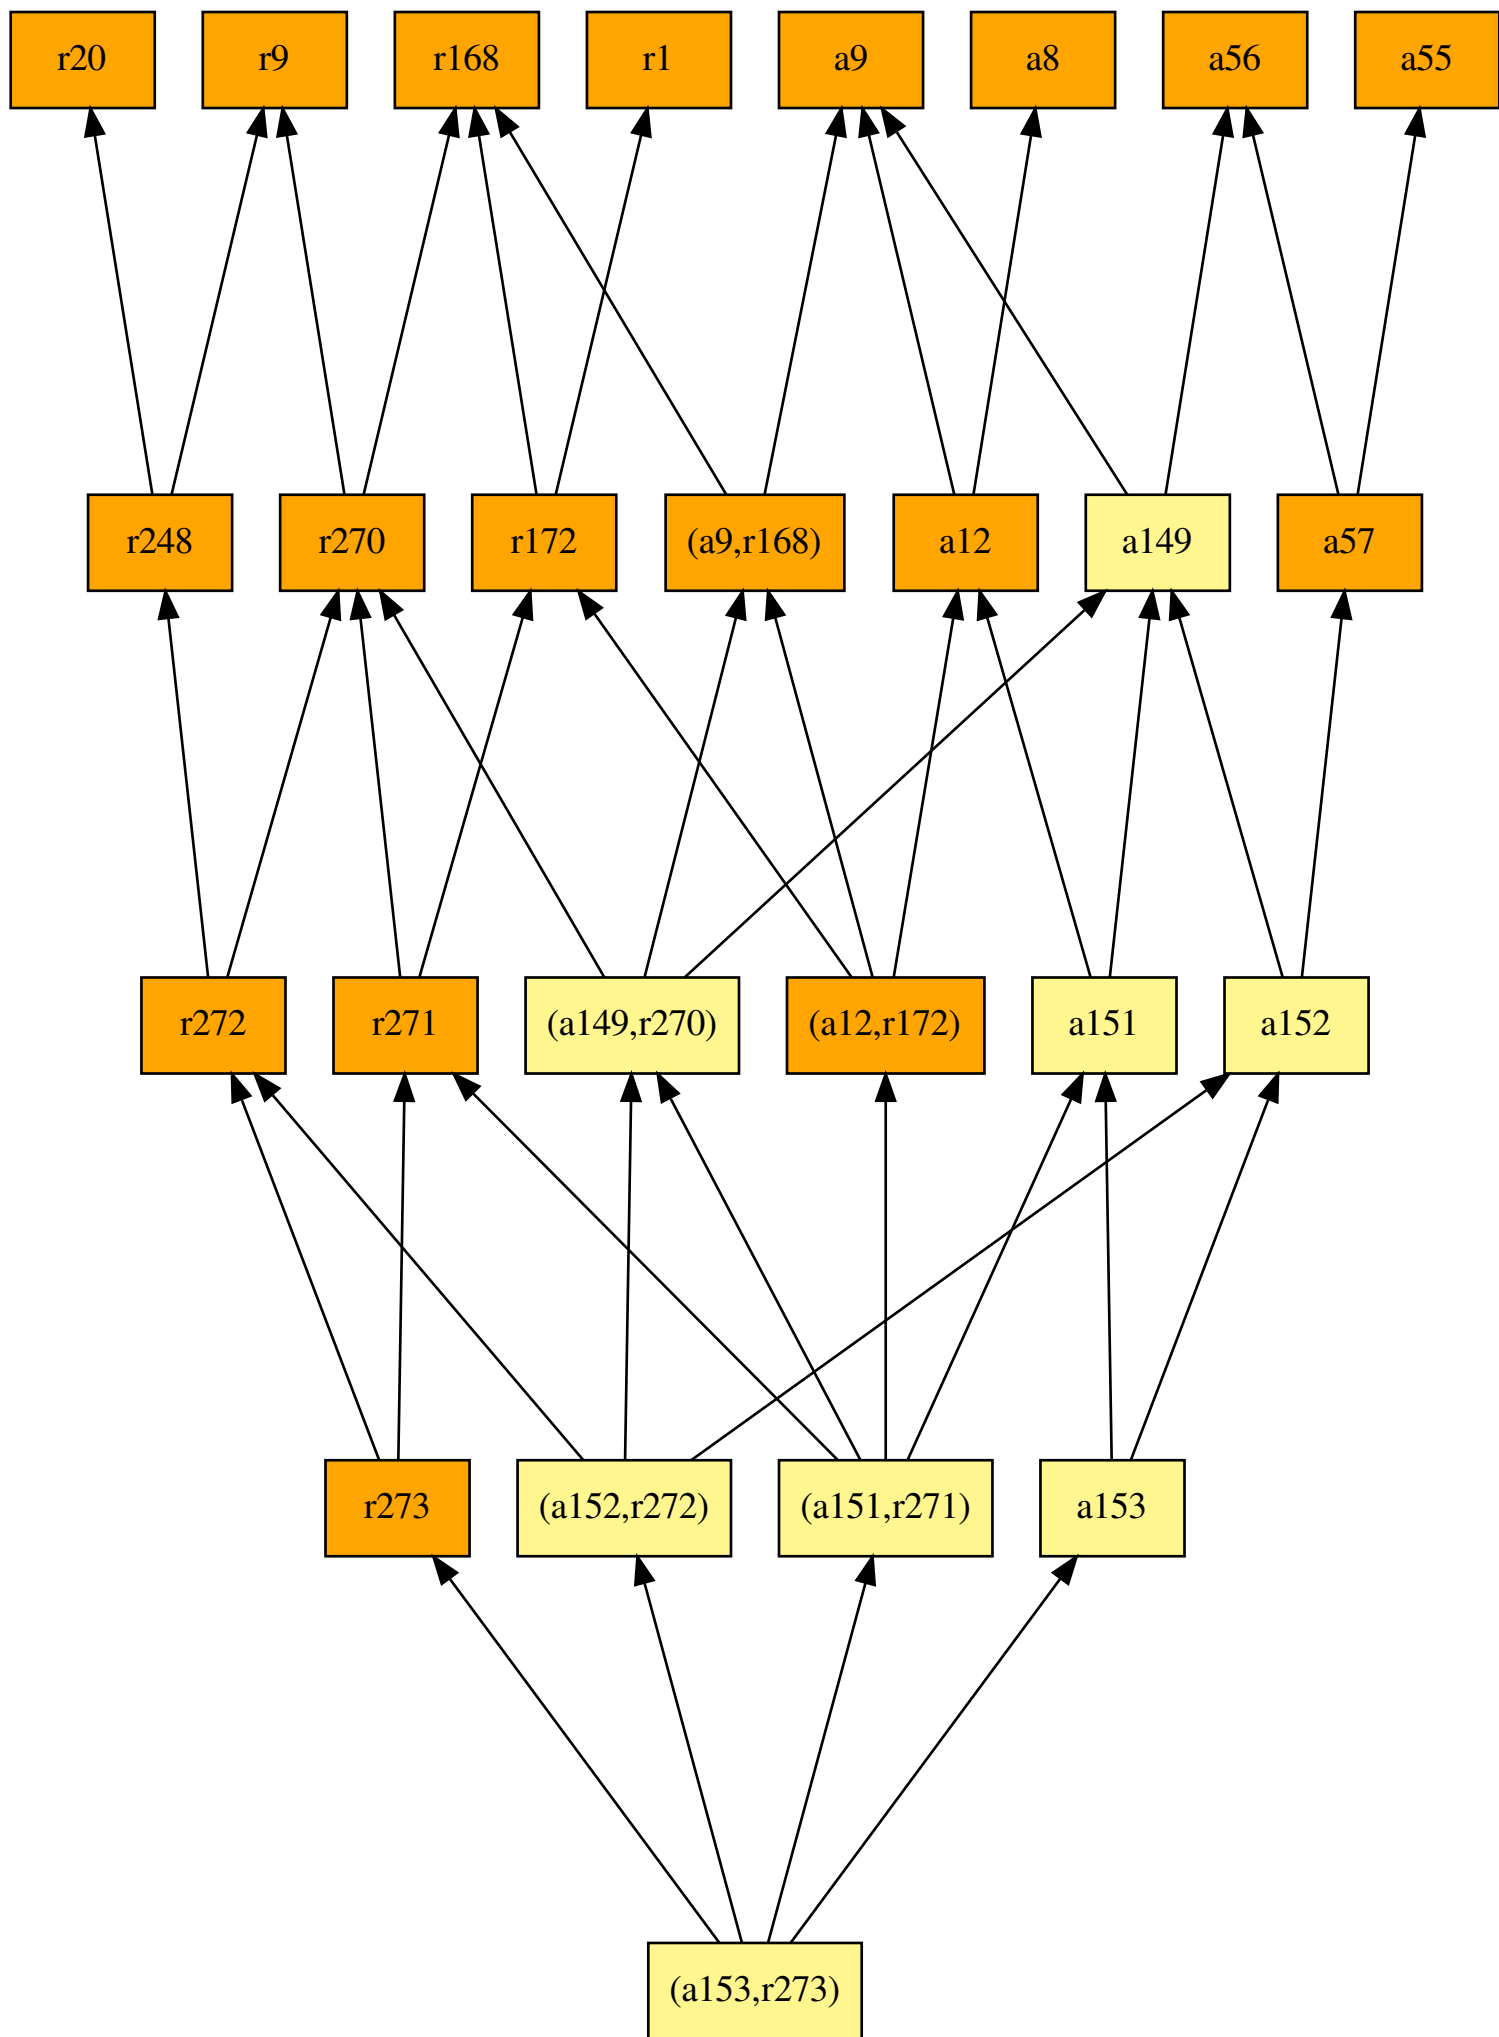 r20
r9
r168
r1
a9
a8
a56
a55
r248
r270
r172
(a9,r168)
a12
a149
a57
r272
r271
(a149,r270)
(a12,r172)
a151
a152
r273
(a152,r272)
(a151,r271)
a153
(a153,r273)